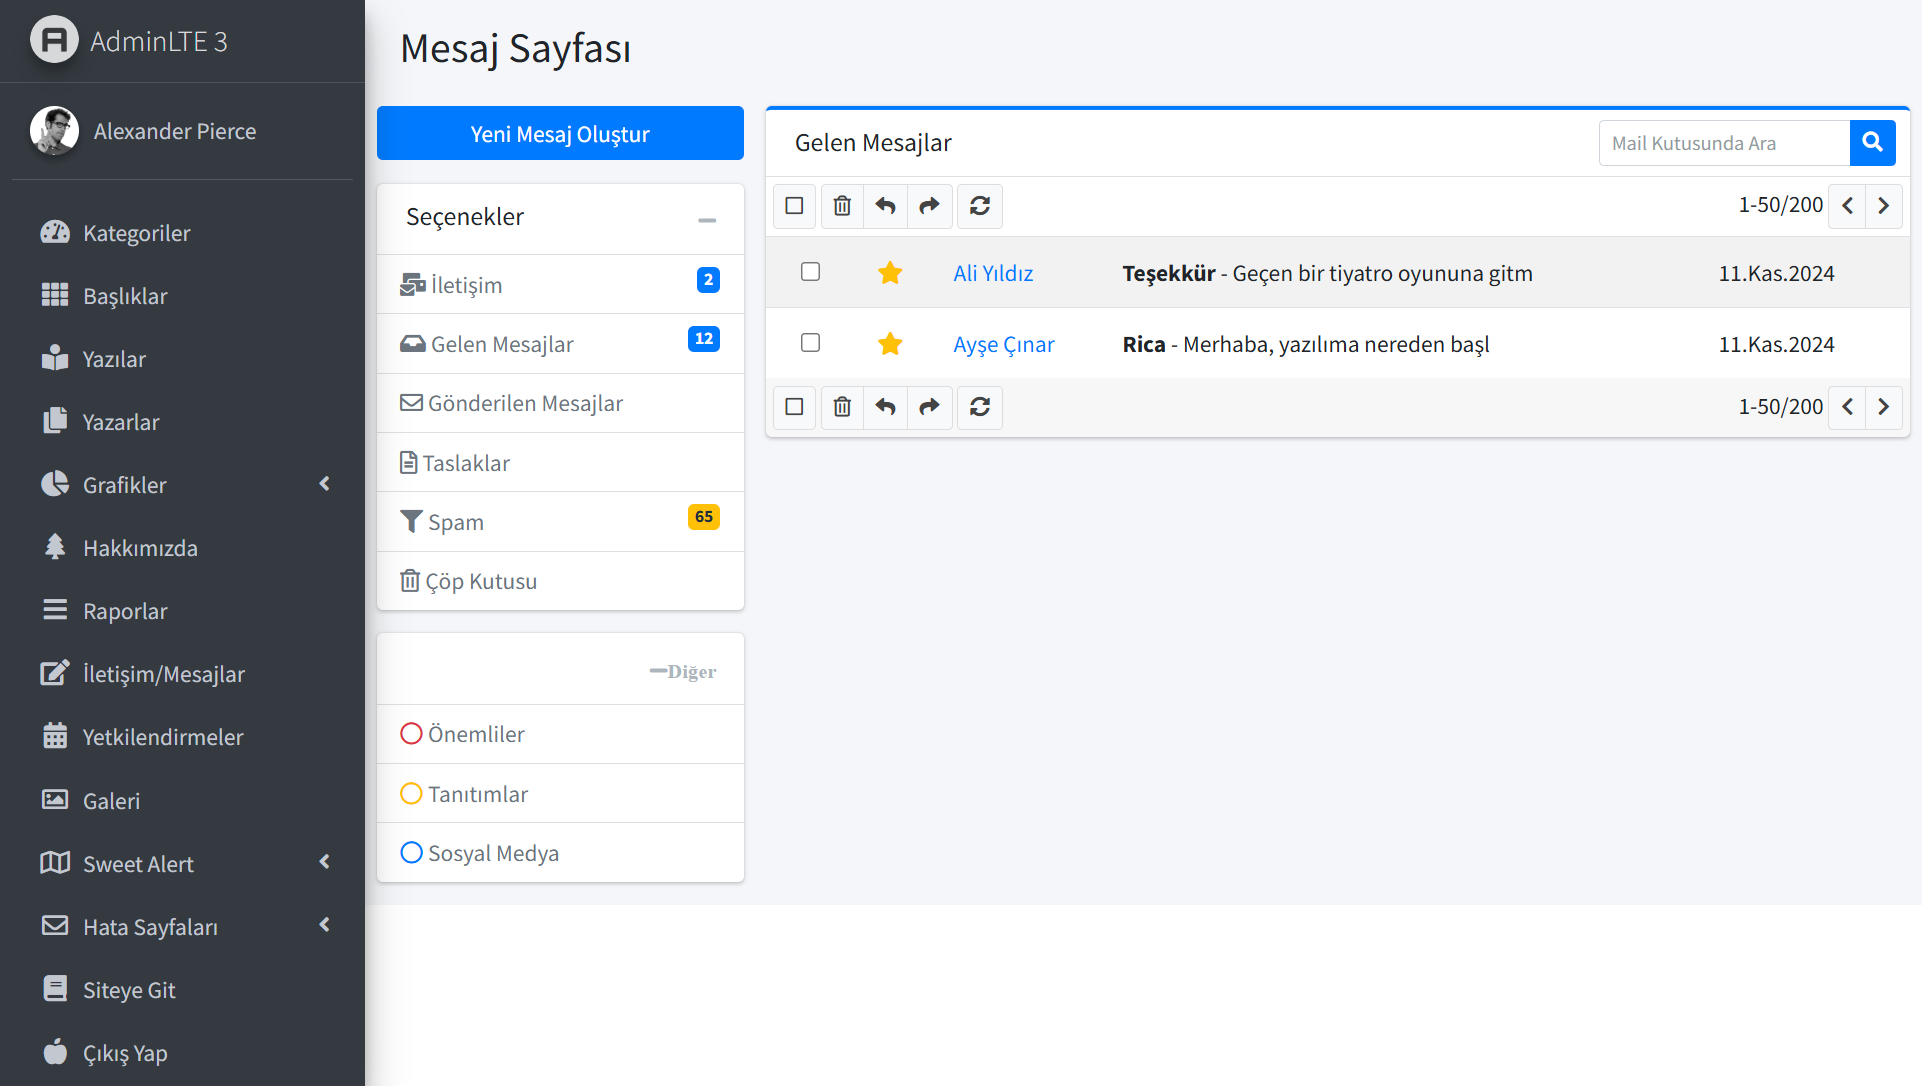 AdminLTE 3
Alexander Pierce
Kategoriler
Başlıklar
Yazılar
Yazarlar
Grafikler
Hakkımızda
Raporlar
İletişim/Mesajlar
Yetkilendirmeler
Galeri
Sweet Alert
Hata Sayfaları
Siteye Git
Çıkış Yap
Mesaj Sayfası
Yeni Mesaj Oluştur
Seçenekler
İletişim 2
Gelen Mesajlar 12
Gönderilen Mesajlar
Taslaklar
Spam 65
Çöp Kutusu
Diğer
Önemliler
Tanıtımlar
Sosyal Medya
Gelen Mesajlar
Mail Kutusunda Ara
1-50/200
Ali Yıldız Teşekkür - Geçen bir tiyatro oyununa gitm 11.Kas.2024
Ayşe Çınar Rica - Merhaba, yazılıma nereden başl 11.Kas.2024
1-50/200